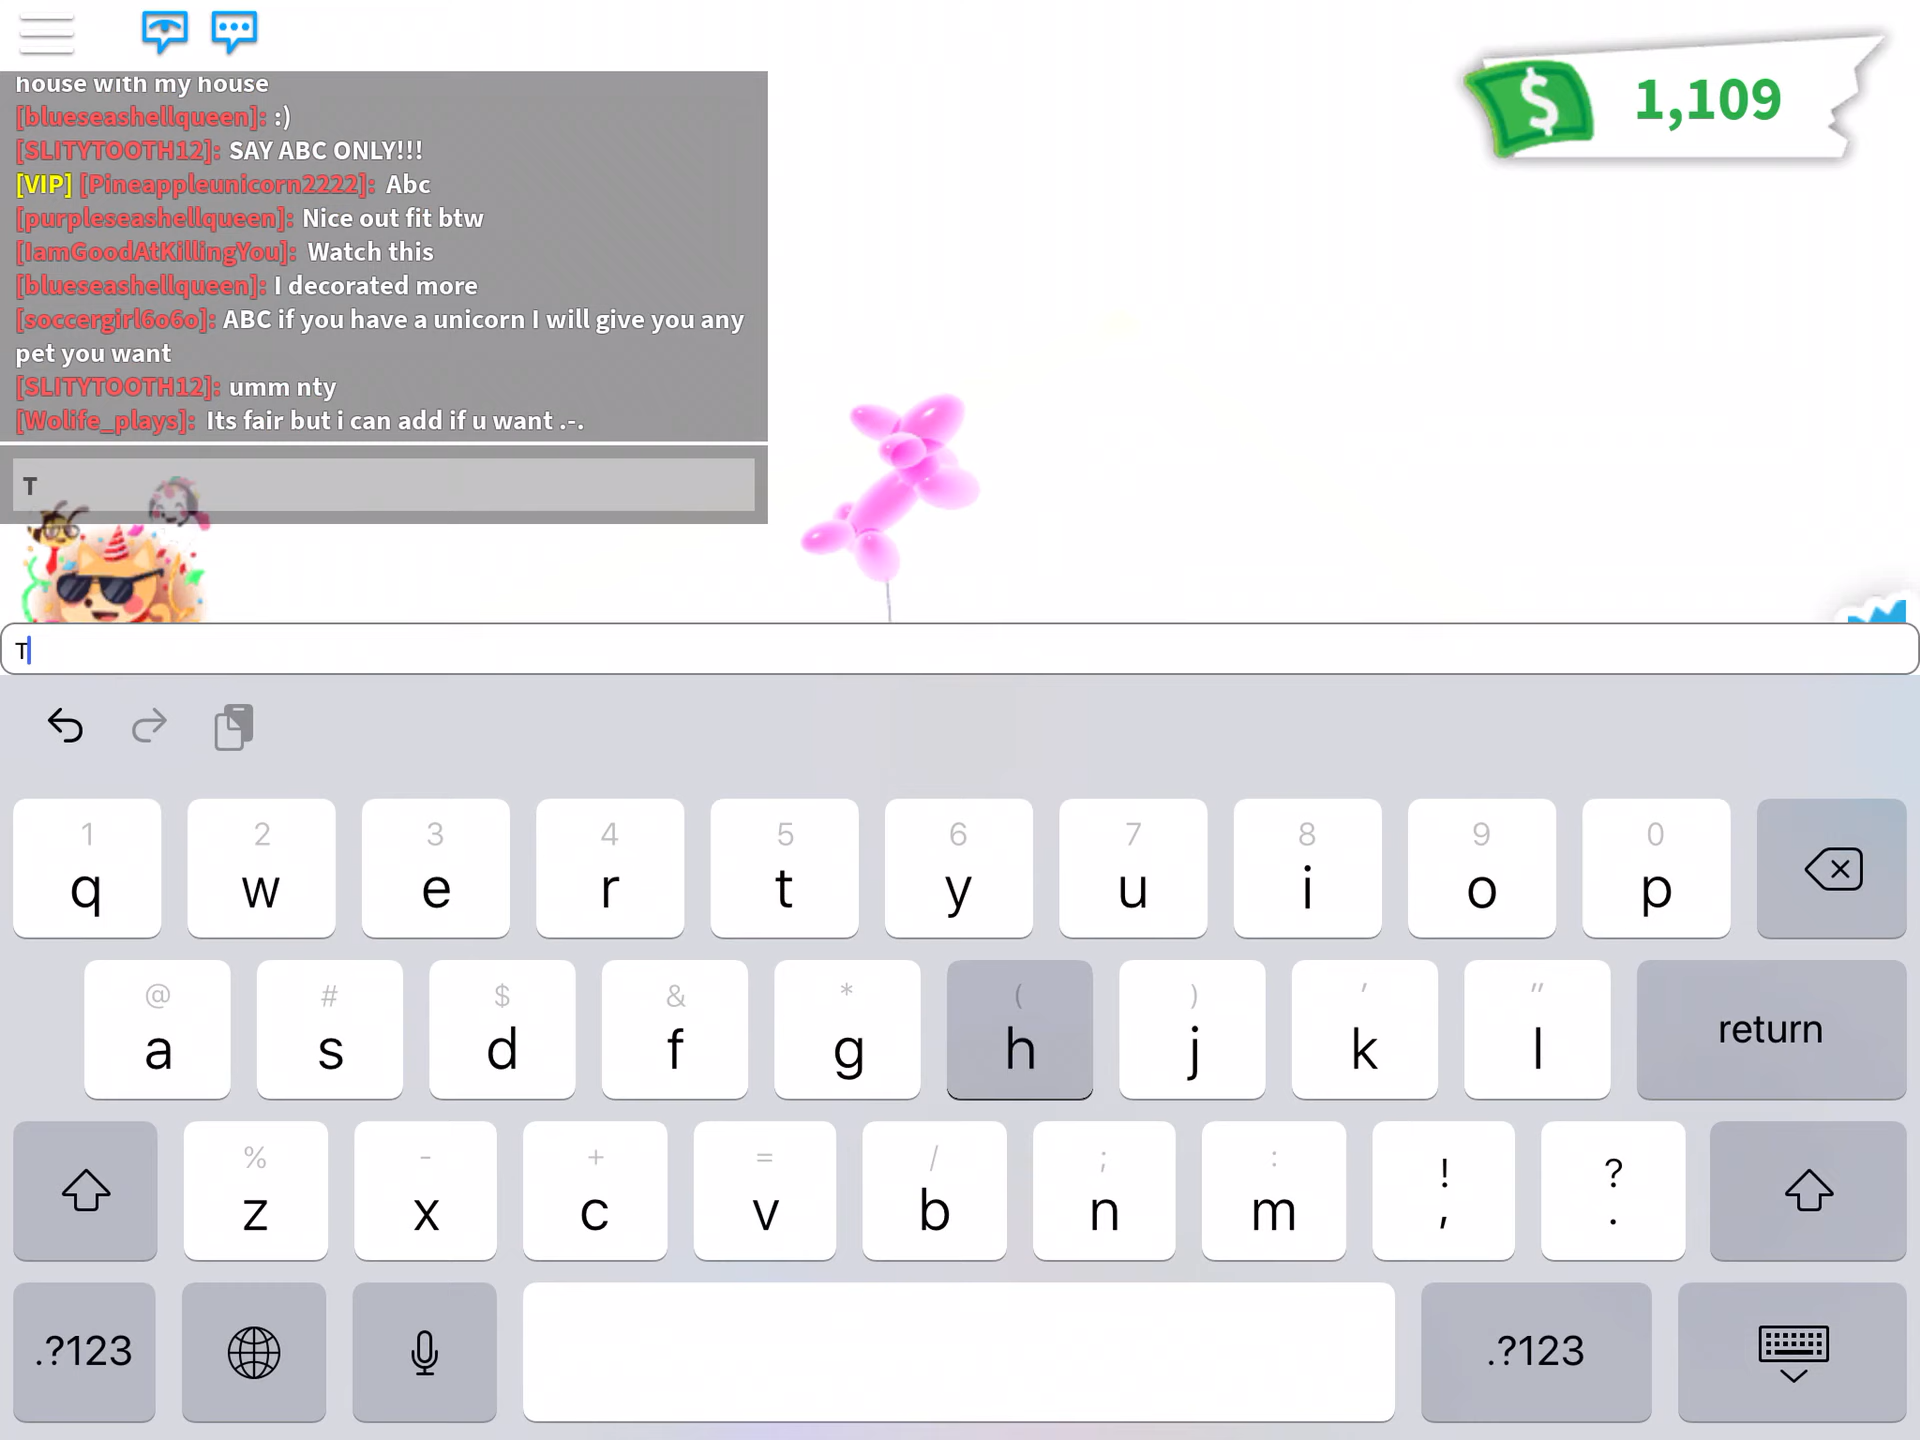 house with my house
[blueseashellqueen]: :)
[SLITYTOOTH12]: SAY ABC ONLY!!!
[VIP] [Pineappleunicorn2222]: Abc
[purpleseashellqueen]: Nice out fit btw
[IamGoodAtKillingYou]: Watch this
[blueseashellqueen]: I decorated more
[soccergirl6o6o]: ABC if you have a unicorn I will give you any
pet you want
[SLITYTOOTH12]: umm nty
[Wolife_plays]: Its fair but i can add if u want .-.
T
$ 1,109
T
1 2 3 4 5 6 7 8 9 0
q w e r t y u i o p
@ # $ & * ( ) ' "
a s d f g h j k l return
% - + = / ; : ! ?
z x c v b n m , .
.?123 .?123